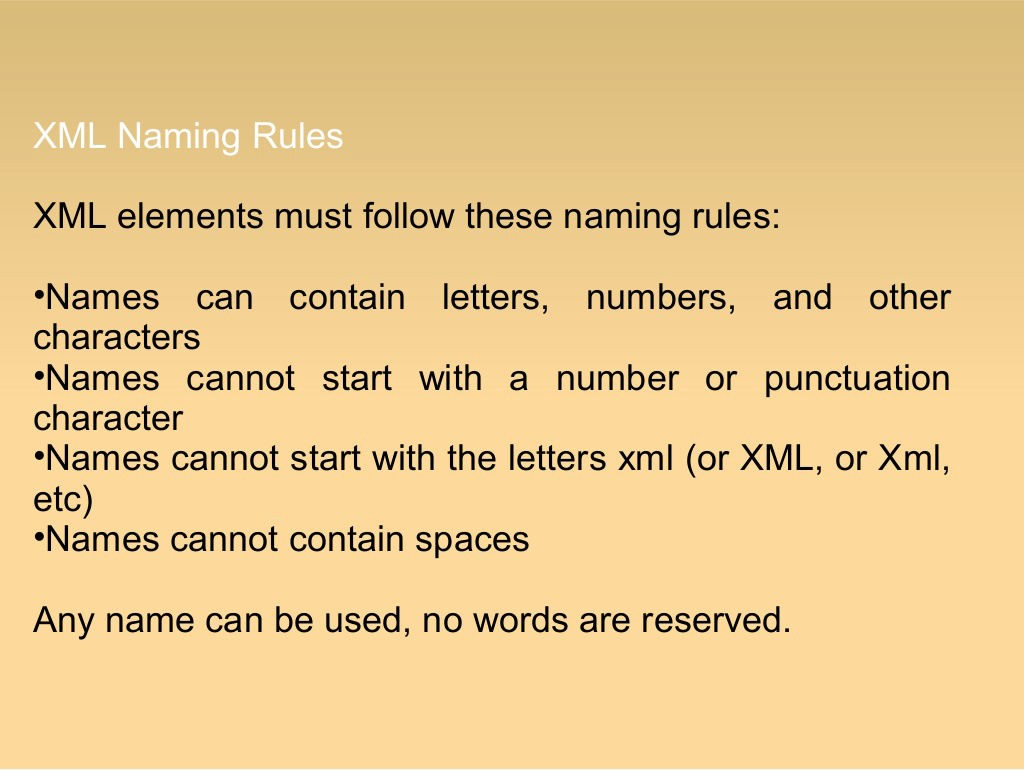 XML Naming Rules
XML elements must follow these naming rules:
•Names can contain letters, numbers, and other
characters
•Names cannot start with a number or punctuation
character
•Names cannot start with the letters xml (or XML, or Xml,
etc)
•Names cannot contain spaces
Any name can be used, no words are reserved.